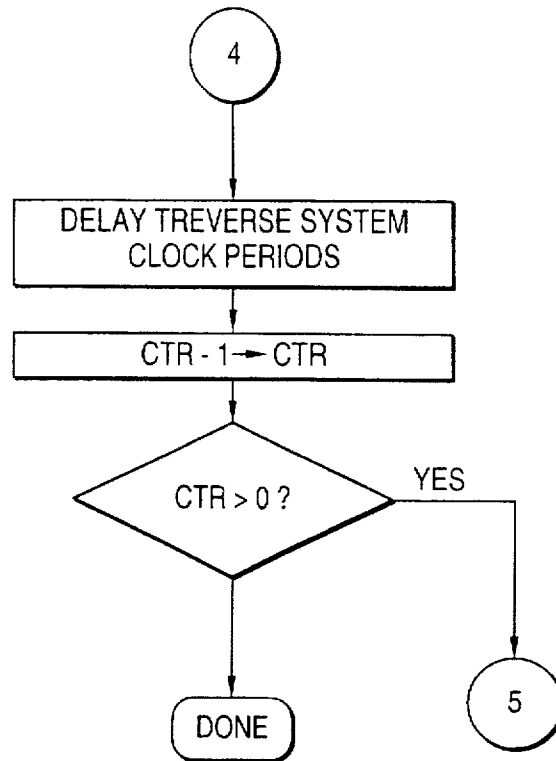 4
DELAY TREVERSE SYSTEM
CLOCK PERIODS
CTR - 1 → CTR
CTR > 0 ?
YES
5
DONE